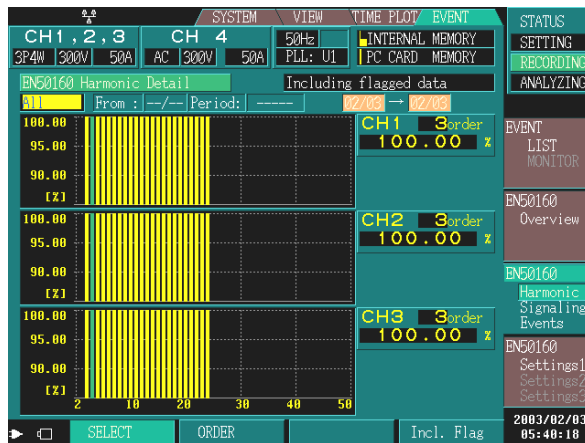 SYSTEM VIEW TIME PLOT EVENT
CH1,2,3 CH 4 50Hz INTERNAL MEMORY
3P4W 300V 50A AC 300V 50A PLL: U1 PC CARD MEMORY
EN50160 Harmonic Detail Including flagged data
All From : --/-- Period: ----- 02/03 → 02/03
100.00
95.00
90.00
[%]
CH1 3order
100.00 %
100.00
95.00
90.00
[%]
CH2 3order
100.00 %
100.00
95.00
90.00
[%]
CH3 3order
100.00 %
2 10 20 30 40 50
SELECT ORDER Incl. Flag
STATUS
SETTING
RECORDING
ANALYZING
EVENT
LIST
MONITOR
EN50160
Overview
EN50160
Harmonic
Signaling
Events
EN50160
Settings1
Settings2
Settings3
2003/02/03
05:40:18